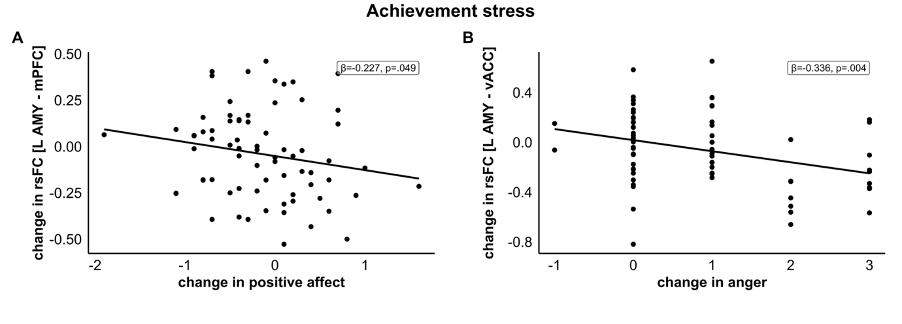 Achievement stress
A
change in rsFC [L AMY - mPFC]
0.50
0.25
0.00
-0.25
-0.50
β=-0.227, p=.049
-2 -1 0 1
change in positive affect
B
change in rsFC [L AMY - vACC]
0.4
0.0
-0.4
-0.8
β=-0.336, p=.004
-1 0 1 2 3
change in anger